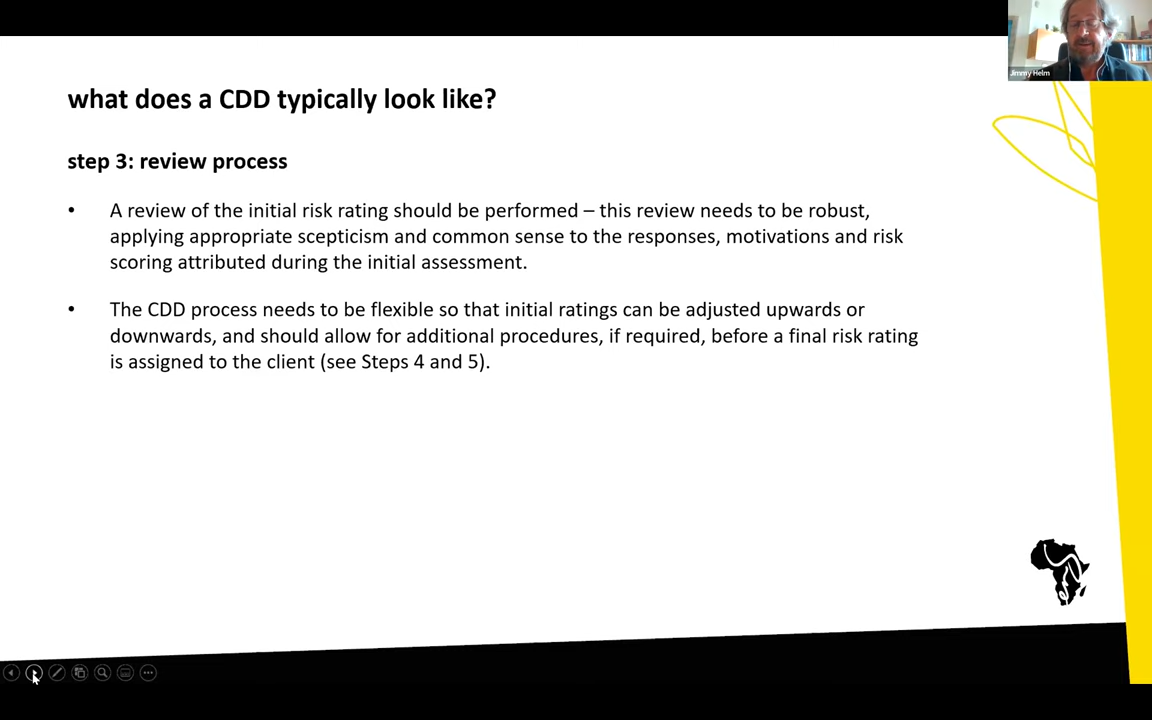 Jimmy Helm
what does a CDD typically look like?
step 3: review process
• A review of the initial risk rating should be performed – this review needs to be robust,
applying appropriate scepticism and common sense to the responses, motivations and risk
scoring attributed during the initial assessment.
• The CDD process needs to be flexible so that initial ratings can be adjusted upwards or
downwards, and should allow for additional procedures, if required, before a final risk rating
is assigned to the client (see Steps 4 and 5).